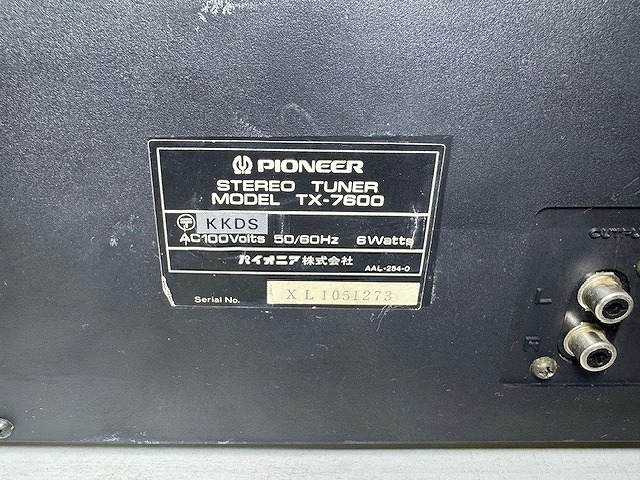 PIONEER
STEREO TUNER
MODEL TX-7600
〒 KKDS
AC100Volts 50/60Hz 6Watts
パイオニア株式会社
AAL-254-0
Serial No. XL1051273
L
R